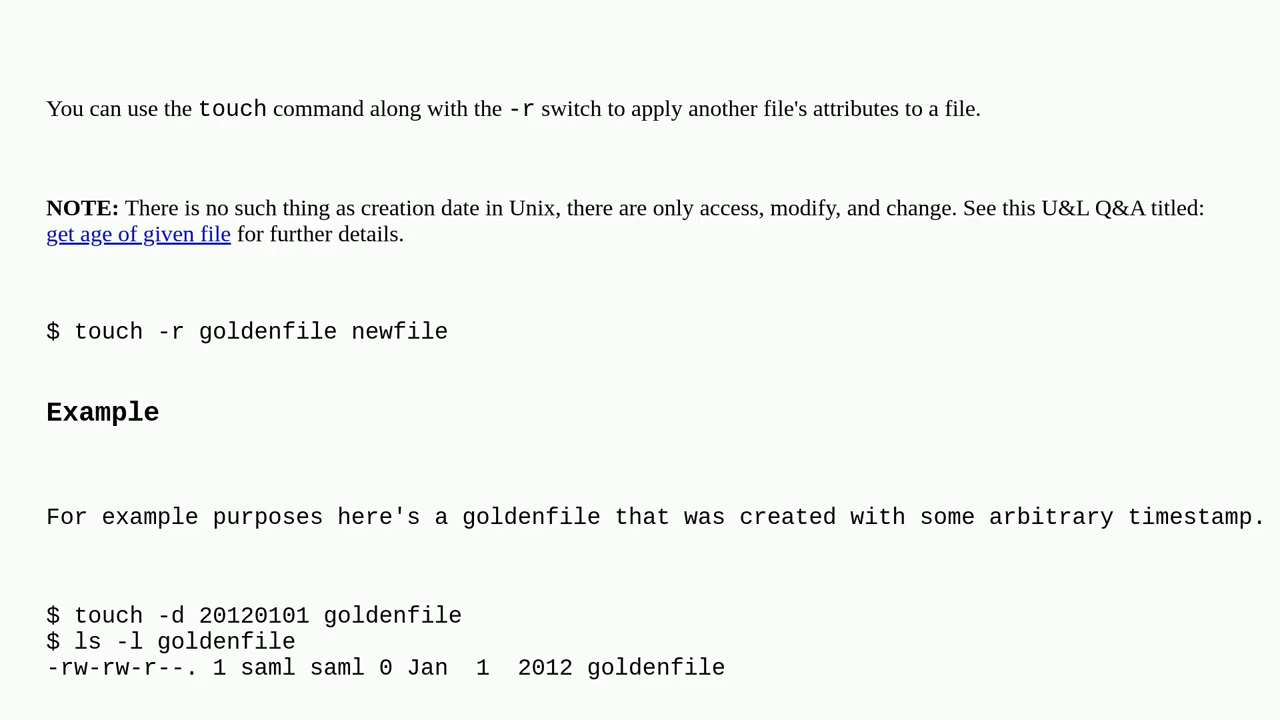 You can use the touch command along with the -r switch to apply another file's attributes to a file.
NOTE: There is no such thing as creation date in Unix, there are only access, modify, and change. See this U&L Q&A titled:
get age of given file for further details.
$ touch -r goldenfile newfile
Example
For example purposes here's a goldenfile that was created with some arbitrary timestamp.
$ touch -d 20120101 goldenfile
$ ls -l goldenfile
-rw-rw-r--. 1 saml saml 0 Jan  1  2012 goldenfile